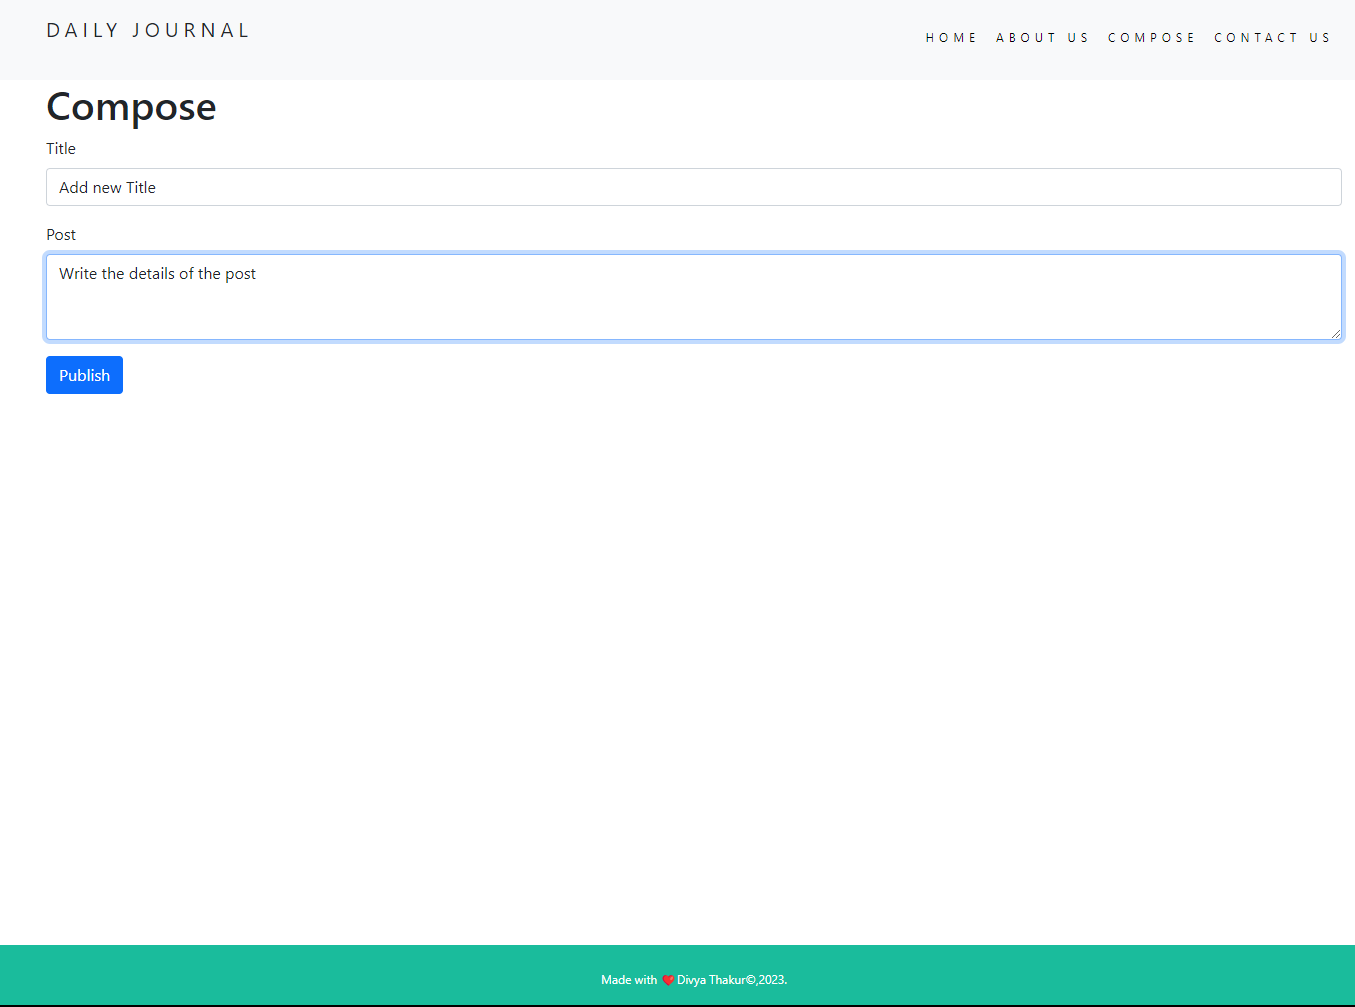 DAILY JOURNAL
HOME ABOUT US COMPOSE CONTACT US
Compose
Title
Add new Title
Post
Write the details of the post
Publish
Made with ❤️ Divya Thakur©,2023.